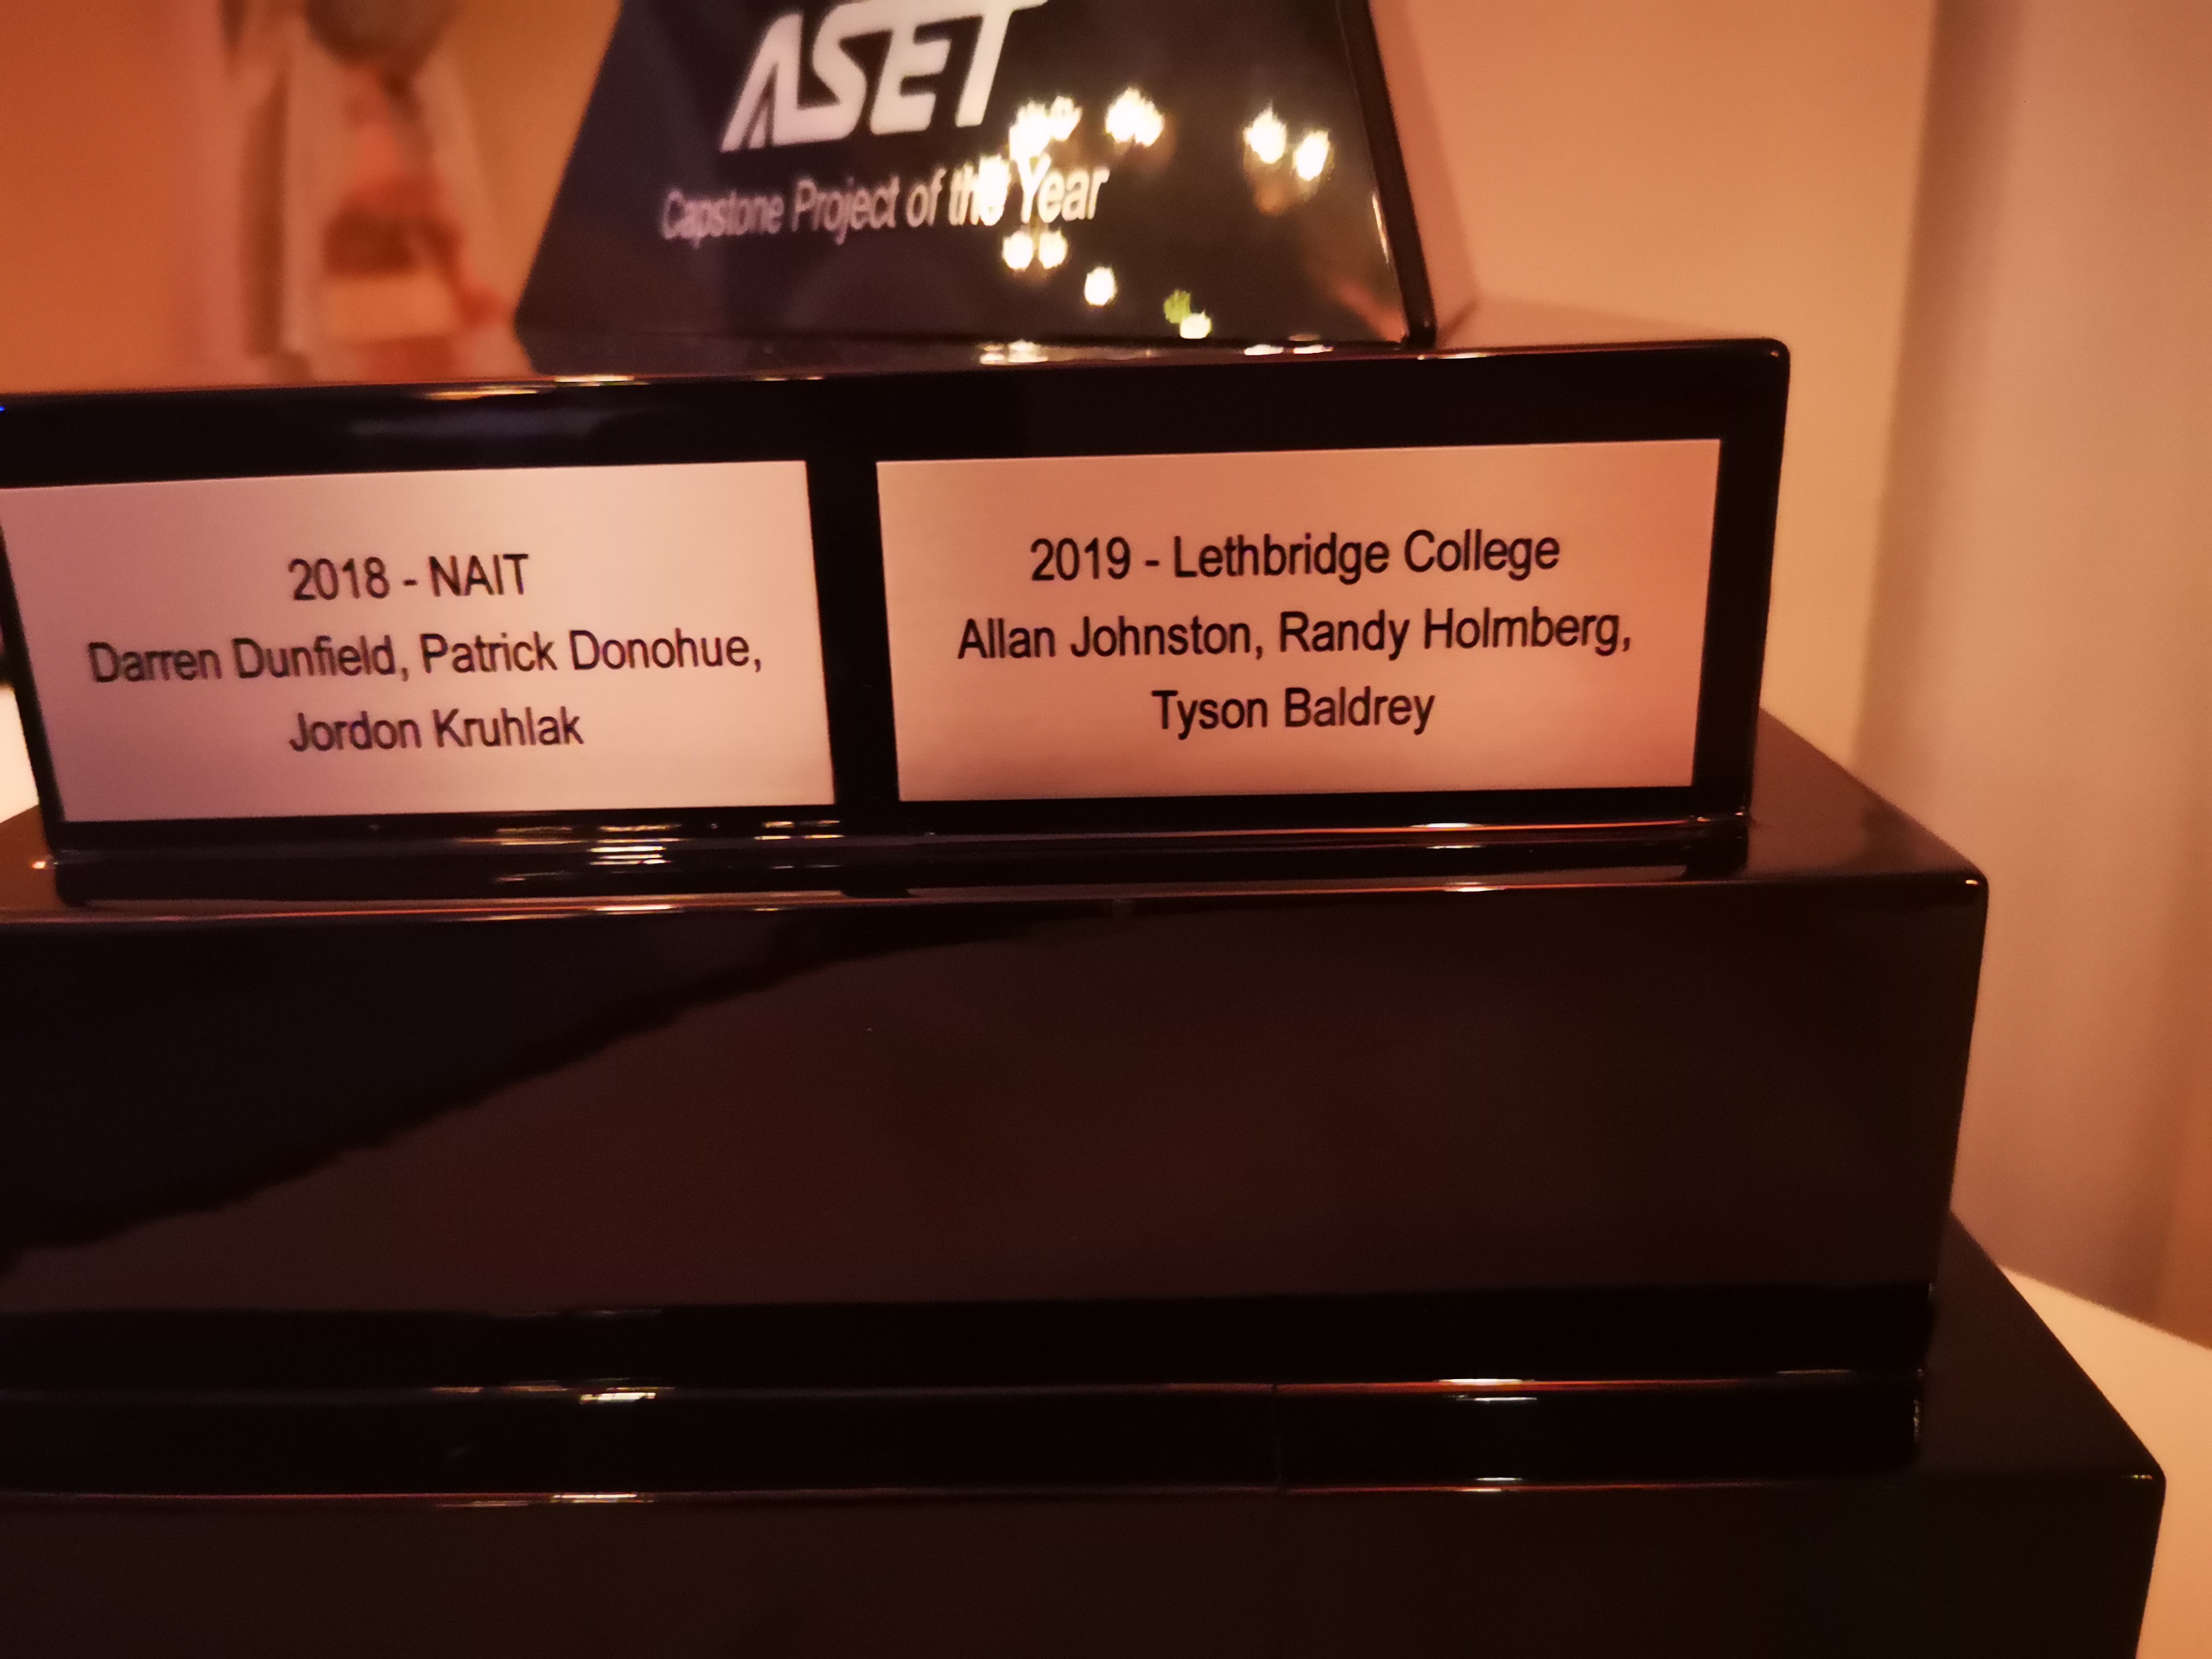 ASET
Capstone Project of the Year
2018 - NAIT
Darren Dunfield, Patrick Donohue,
Jordon Kruhlak
2019 - Lethbridge College
Allan Johnston, Randy Holmberg,
Tyson Baldrey